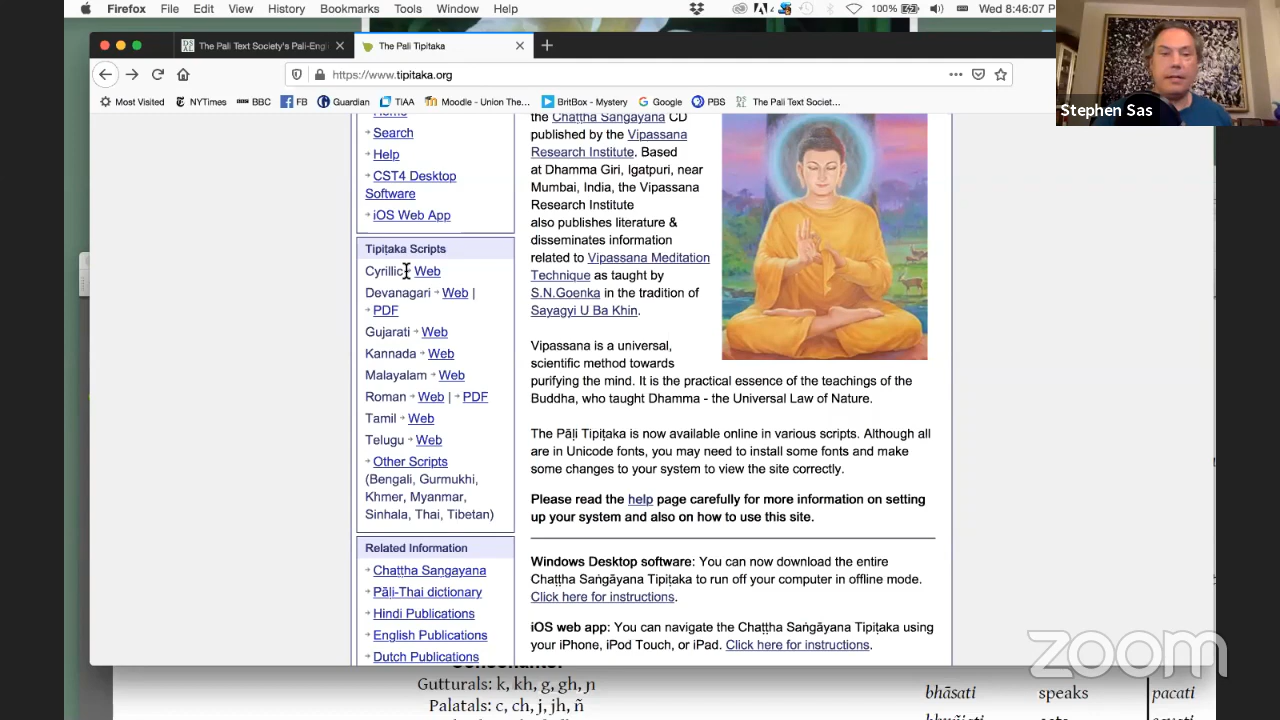 Firefox File Edit View History Bookmarks Tools Window Help
100% Wed 8:46:07 P
The Pali Text Society's Pali-Engl
The Pali Tipitaka
https://www.tipitaka.org
Most Visited NYTimes BBC FB Guardian TIAA Moodle - Union The... BritBox - Mystery Google PBS The Pali Text Societ...
Stephen Sas
Home
Search
Help
CST4 Desktop
Software
iOS Web App
Tipiṭaka Scripts
Cyrillic Web
Devanagari Web |
PDF
Gujarati Web
Kannada Web
Malayalam Web
Roman Web | PDF
Tamil Web
Telugu Web
Other Scripts
(Bengali, Gurmukhi,
Khmer, Myanmar,
Sinhala, Thai, Tibetan)
Related Information
Chaṭṭha Saṅgayana
Pāli-Thai dictionary
Hindi Publications
English Publications
Dutch Publications
the Chaṭṭha Saṅgāyana CD
published by the Vipassana
Research Institute. Based
at Dhamma Giri, Igatpuri, near
Mumbai, India, the Vipassana
Research Institute
also publishes literature &
disseminates information
related to Vipassana Meditation
Technique as taught by
S.N.Goenka in the tradition of
Sayagyi U Ba Khin.
Vipassana is a universal,
scientific method towards
purifying the mind. It is the practical essence of the teachings of the
Buddha, who taught Dhamma - the Universal Law of Nature.
The Pāḷi Tipiṭaka is now available online in various scripts. Although all
are in Unicode fonts, you may need to install some fonts and make
some changes to your system to view the site correctly.
Please read the help page carefully for more information on setting
up your system and also on how to use this site.
Windows Desktop software: You can now download the entire
Chaṭṭha Saṅgāyana Tipiṭaka to run off your computer in offline mode.
Click here for instructions.
iOS web app: You can navigate the Chaṭṭha Saṅgāyana Tipiṭaka using
your iPhone, iPod Touch, or iPad. Click here for instructions.
zoom
Gutturals: k, kh, g, gh, ɲ
Palatals: c, ch, j, jh, ñ
bhāsati speaks pacati